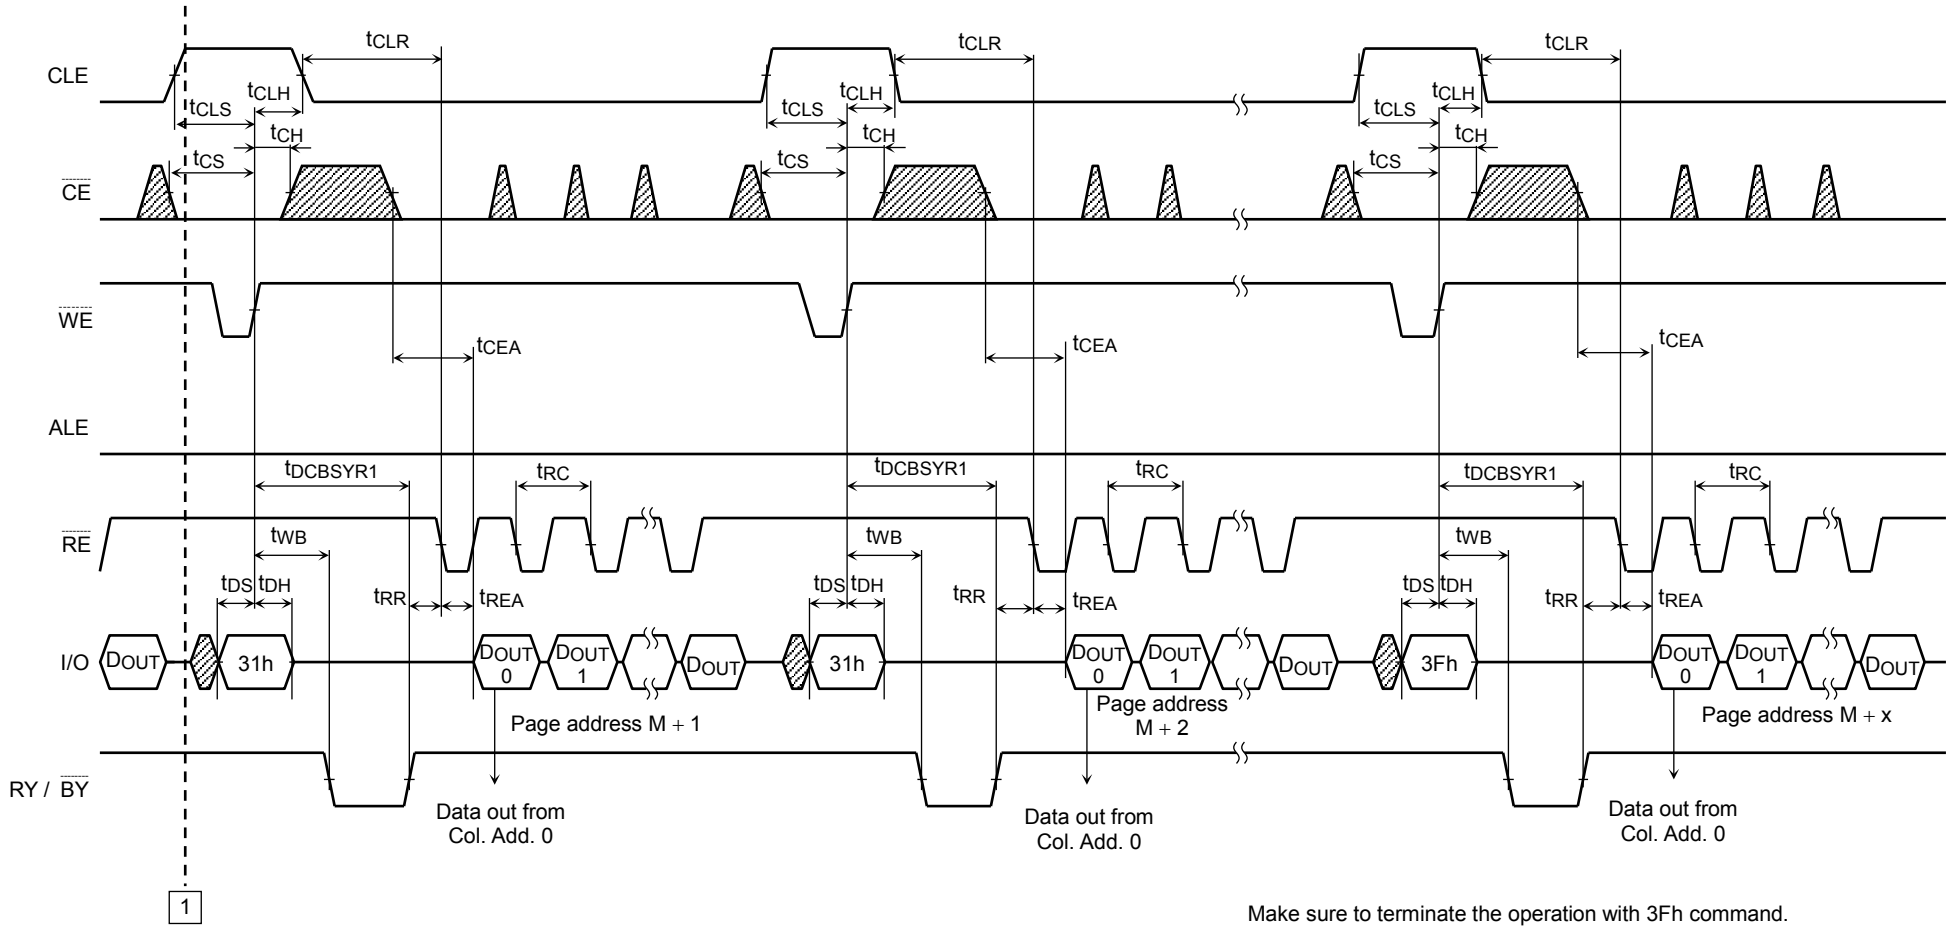 tCLR tCLR tCLR
CLE
tCLH tCLH tCLH
tCLS tCLS tCLS
tCH tCH tCH
tCS tCS tCS
CE
WE
tCEA tCEA tCEA
ALE
tDCBSYR1 tRC tDCBSYR1 tRC tDCBSYR1 tRC
RE
tWB tWB tWB
tDS tDH tDS tDH tDS tDH
tRR tREA tRR tREA tRR tREA
I/O DOUT 31h DOUT 0 DOUT 1 DOUT 31h DOUT 0 DOUT 1 DOUT 3Fh DOUT 0 DOUT 1 DOUT
Page address M + 1
Page address
M + 2
Page address M + x
RY / BY
Data out from
Col. Add. 0
Data out from
Col. Add. 0
Data out from
Col. Add. 0
1
Make sure to terminate the operation with 3Fh command.